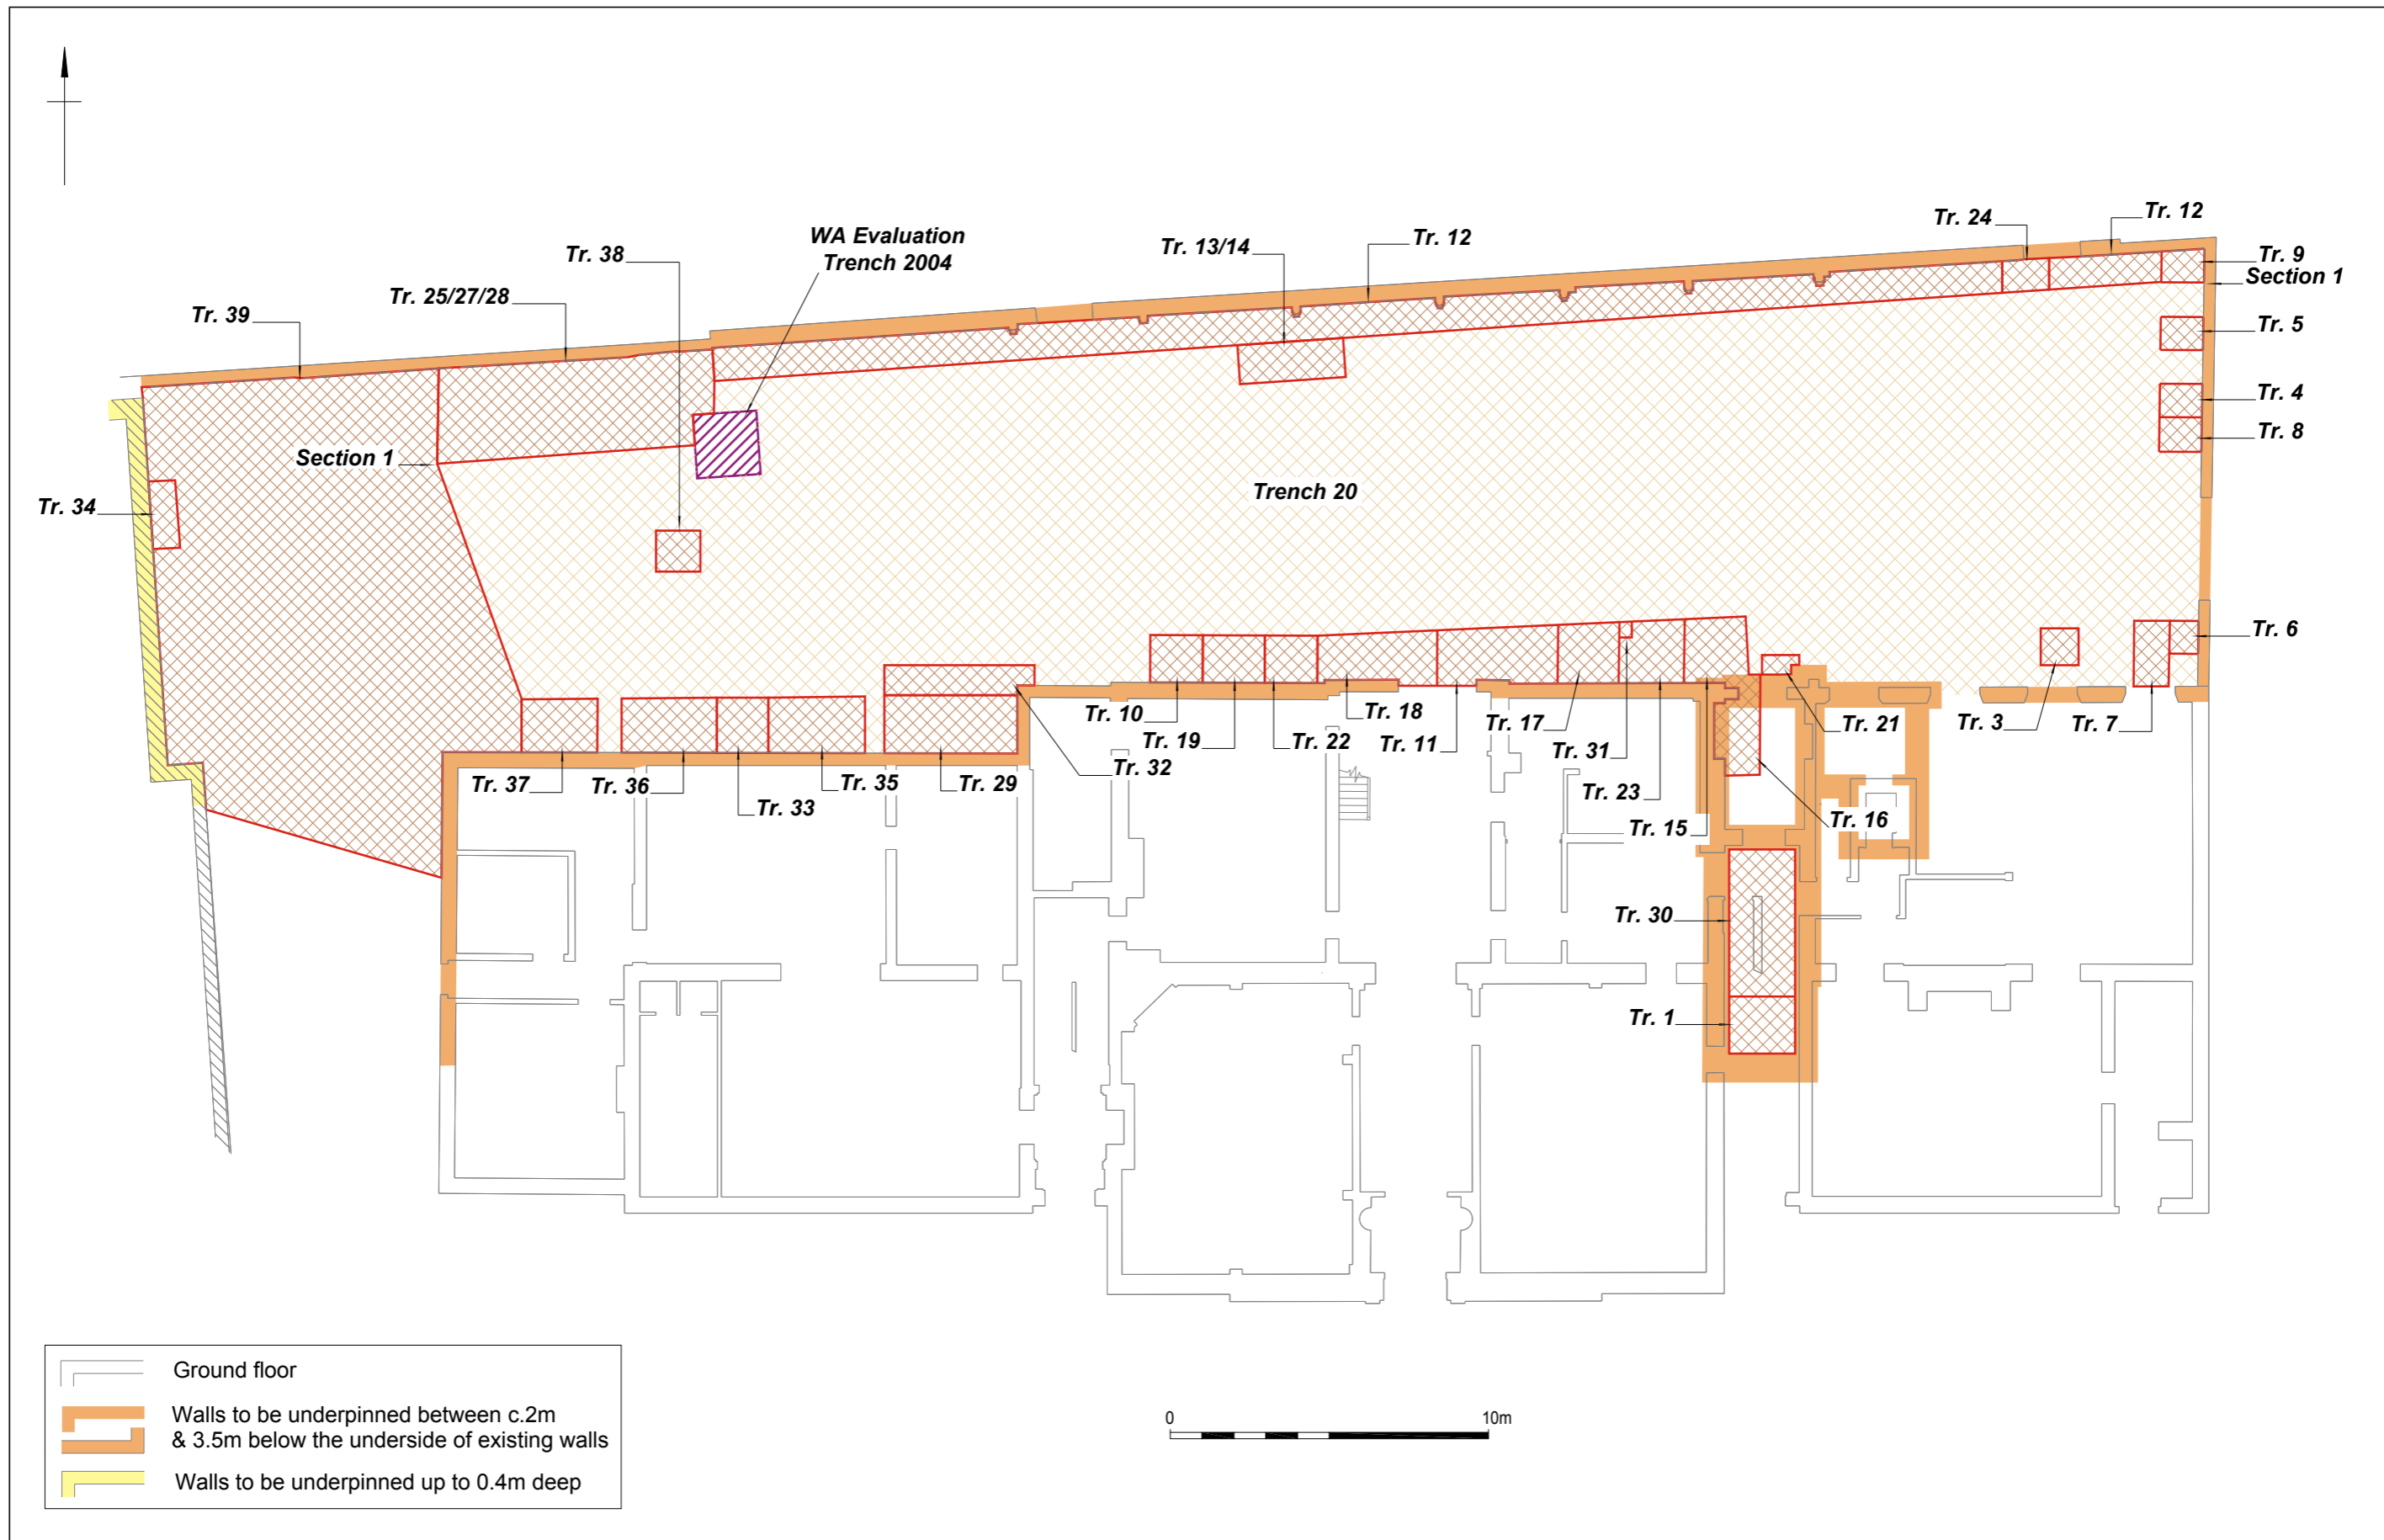 Tr. 24
Tr. 12
WA Evaluation
Trench 2004
Tr. 38
Tr. 13/14
Tr. 12
Tr. 9
Section 1
Tr. 25/27/28
Tr. 39
Tr. 5
Tr. 4
Tr. 8
Section 1
Trench 20
Tr. 34
Tr. 6
Tr. 10
Tr. 18
Tr. 17
Tr. 21
Tr. 3
Tr. 7
Tr. 19
Tr. 22
Tr. 11
Tr. 31
Tr. 32
Tr. 37
Tr. 36
Tr. 35
Tr. 29
Tr. 23
Tr. 33
Tr. 15
Tr. 16
Tr. 30
Tr. 1
Ground floor
Walls to be underpinned between c.2m
& 3.5m below the underside of existing walls
Walls to be underpinned up to 0.4m deep
0 10m